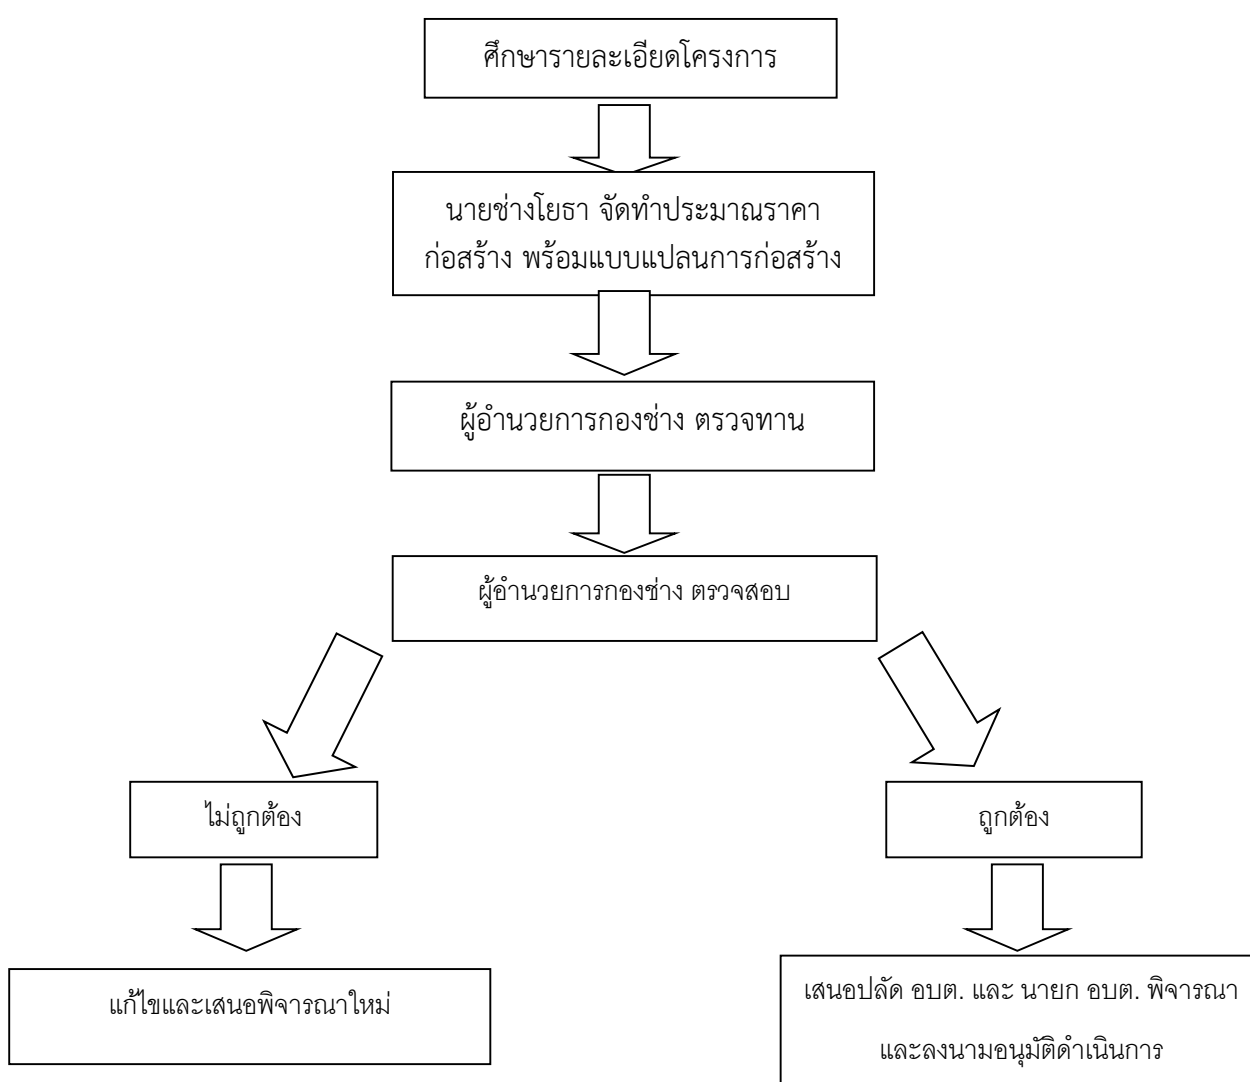 ศึกษารายละเอียดโครงการ
นายช่างโยธา จัดทำประมาณราคา
ก่อสร้าง พร้อมแบบแปลนการก่อสร้าง
ผู้อำนวยการกองช่าง ตรวจทาน
ผู้อำนวยการกองช่าง ตรวจสอบ
ไม่ถูกต้อง
ถูกต้อง
แก้ไขและเสนอพิจารณาใหม่
เสนอปลัด อบต. และ นายก อบต. พิจารณา
และลงนามอนุมัติดำเนินการ